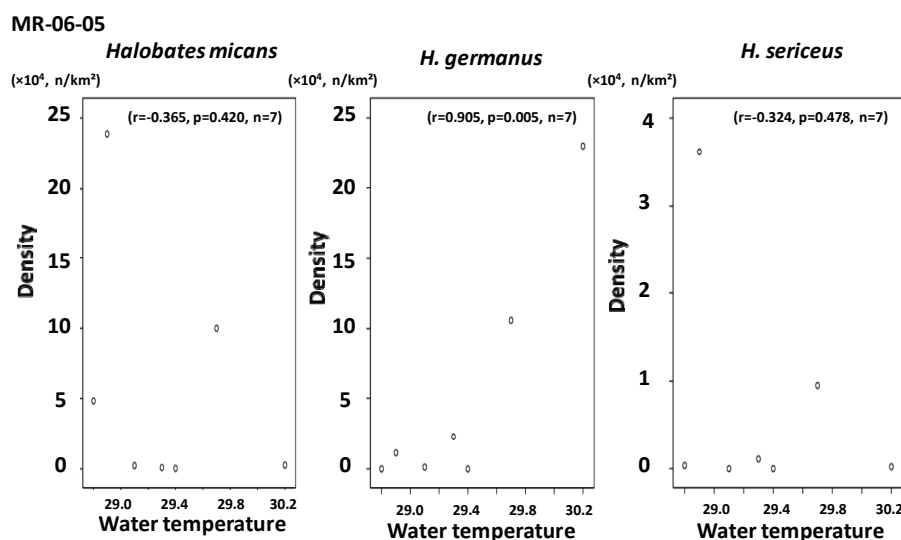 MR-06-05
Halobates micans
(×10⁴, n/km²)
(r=-0.365, p=0.420, n=7)
25
20
15
10
5
0
Density
29.0 29.4 29.8 30.2
Water temperature
H. germanus
(×10⁴, n/km²)
(r=0.905, p=0.005, n=7)
25
20
15
10
5
0
Density
29.0 29.4 29.8 30.2
Water temperature
H. sericeus
(×10⁴, n/km²)
(r=-0.324, p=0.478, n=7)
4
3
2
1
0
Density
29.0 29.4 29.8 30.2
Water temperature